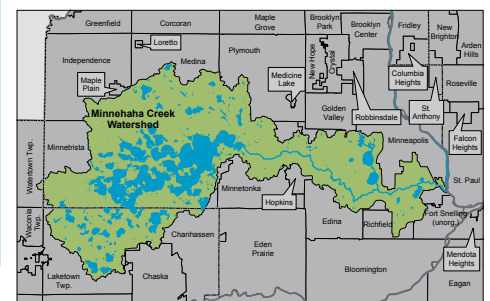 Greenfield
Corcoran
Maple
Grove
Brooklyn
Park
Brooklyn
Center
Fridley
New
Brighton
Arden
Hills
Loretto
Independence
Medina
Plymouth
New Hope
Crystal
Maple
Plain
Medicine
Lake
Columbia
Heights
Roseville
Minnehaha Creek
Watershed
Golden
Valley
Robbinsdale
St.
Anthony
Minneapolis
Falcon
Heights
Watertown Twp.
Minnetrista
Minnetonka
Hopkins
St. Paul
Waconia
Twp.
Chanhassen
Edina
Richfield
Fort Snelling
(unorg.)
Eden
Prairie
Mendota
Heights
Laketown
Twp.
Chaska
Bloomington
Eagan